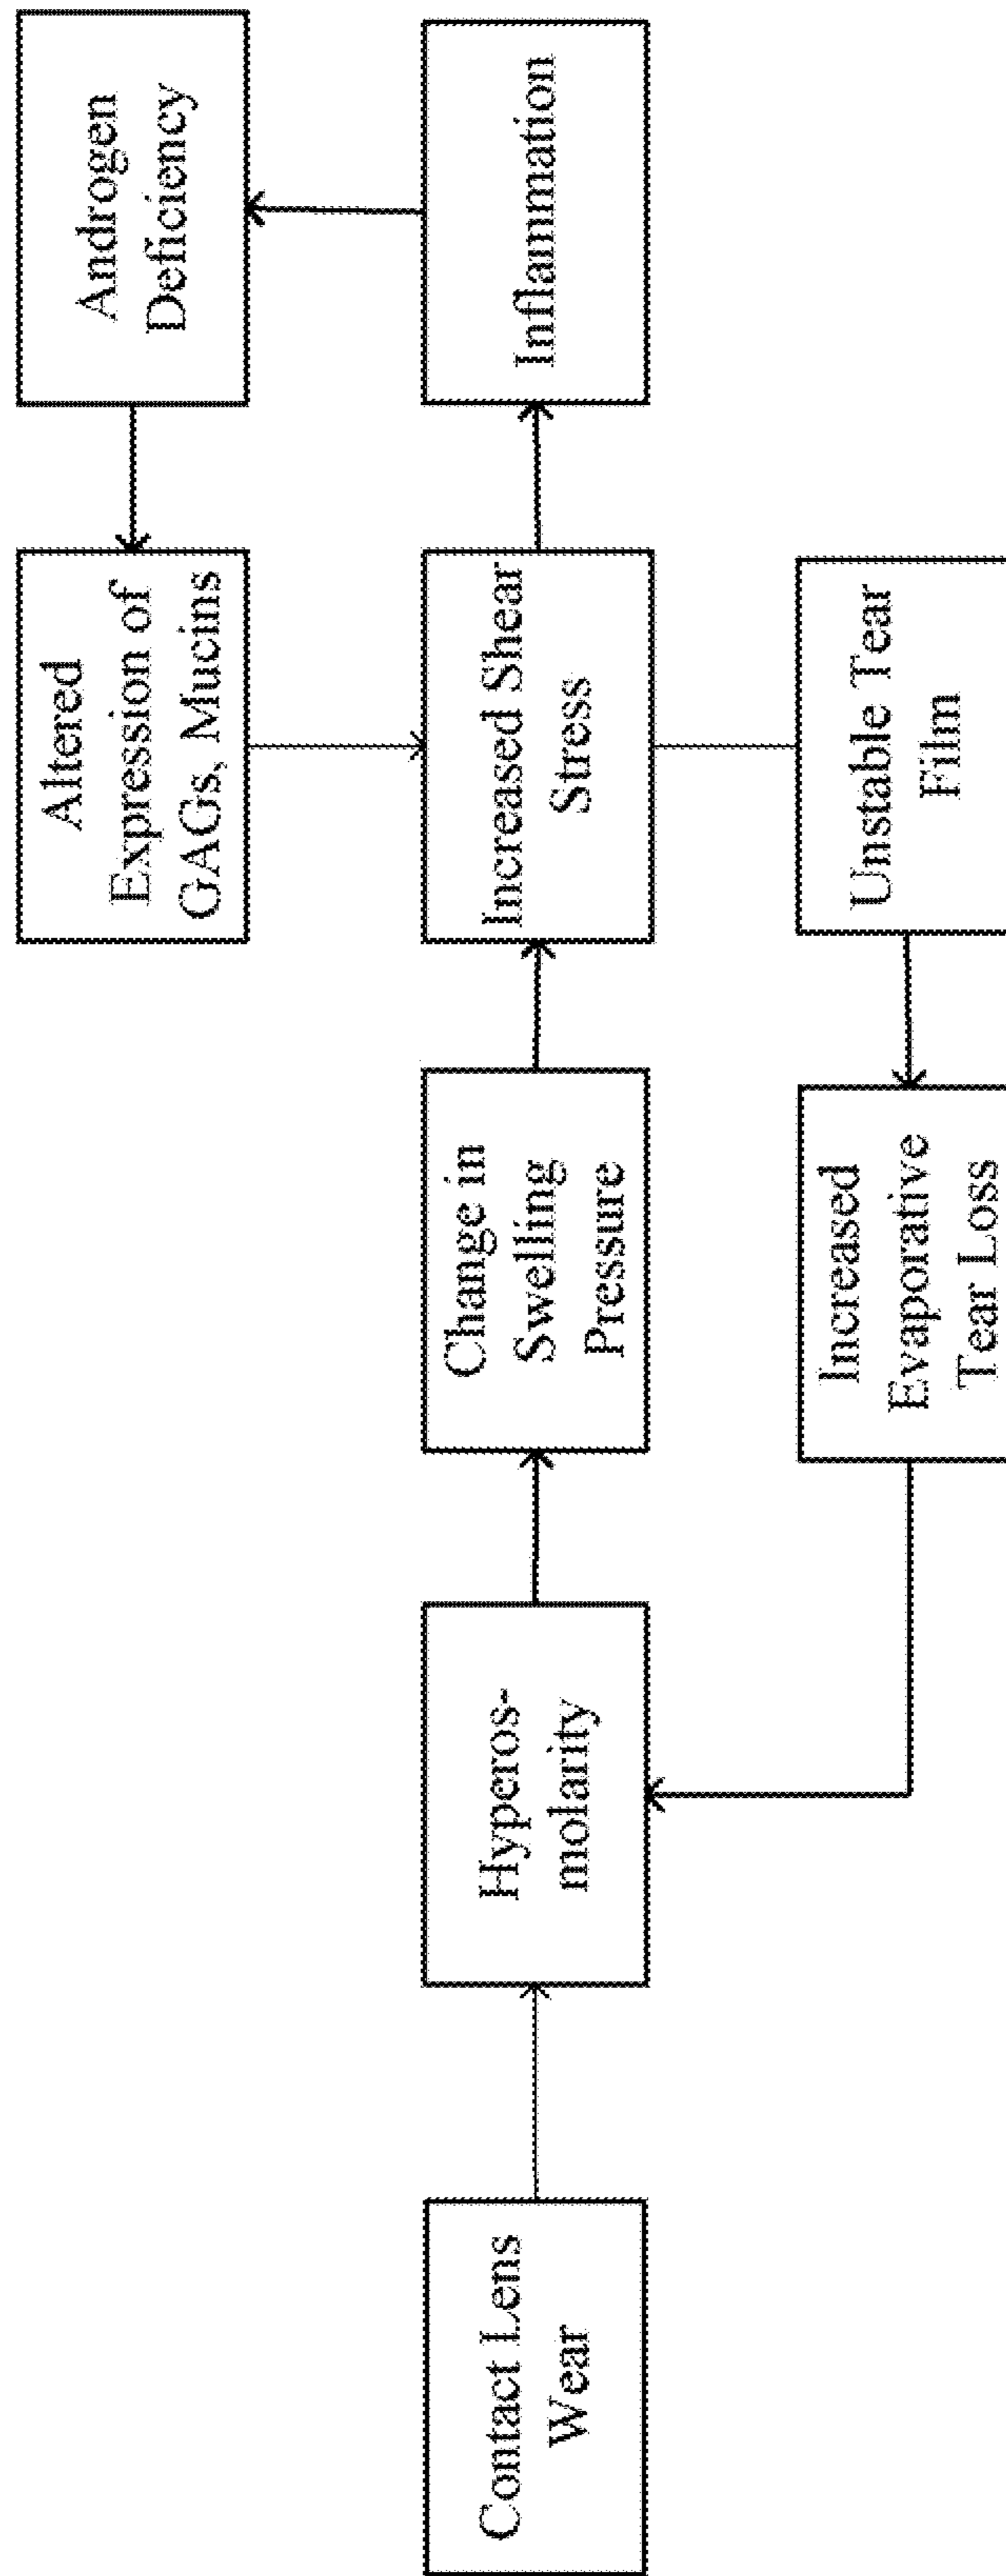 Contact Lens
Wear
Hyperos-
molarity
Change in
Swelling
Pressure
Increased Shear
Stress
Inflammation
Androgen
Deficiency
Altered
Expression of
GAGs, Mucins
Unstable Tear
Film
Increased
Evaporative
Tear Loss